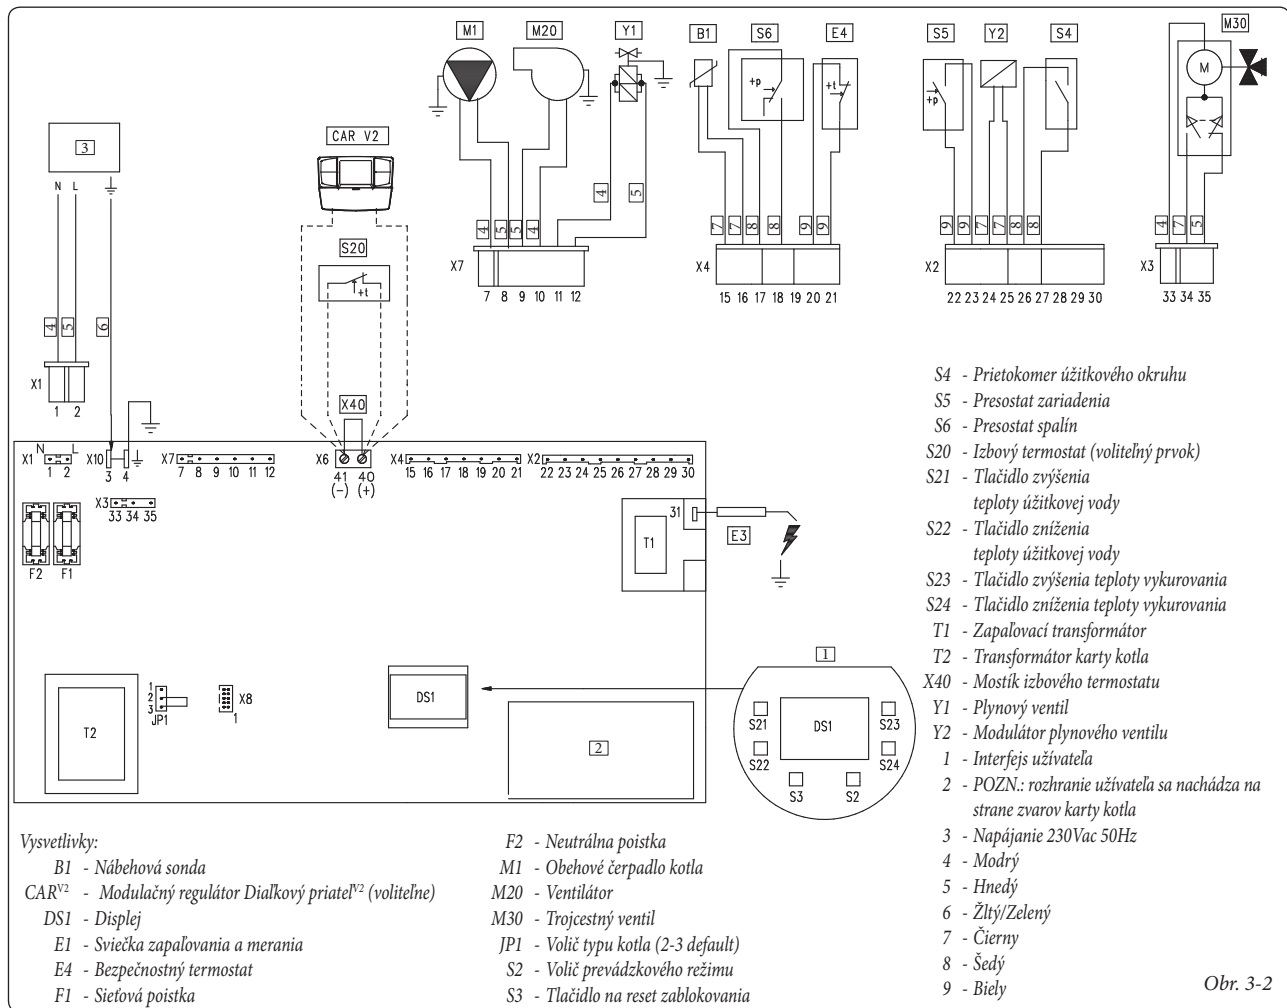 M1 M20 Y1 B1 S6 E4 S5 Y2 S4 M30
+p +t +p M
3
N L
CAR V2
S20
+t
4 5 6
4 5 5 4 4 5
7 7 8 8 9 9
9 9 7 7 8 8
4 7 5
X1
1 2
X7
7 8 9 10 11 12
X4
15 16 17 18 19 20 21
X2
22 23 24 25 26 27 28 29 30
X3
33 34 35
X40
X1 N L
1 2
X10
3 4
X7
7 8 9 10 11 12
X6
41 40
(-) (+)
X4
15 16 17 18 19 20 21
X2
22 23 24 25 26 27 28 29 30
X3
33 34 35
F2 F1
T1
31
E3
T2
1
2
3
JP1
X8
1
DS1
2
1
S21 DS1 S23
S22 S24
S3 S2
S4 - Prietokomer úžitkového okruhu
S5 - Presostat zariadenia
S6 - Presostat spalín
S20 - Izbový termostat (voliteľný prvok)
S21 - Tlačidlo zvýšenia
teploty úžitkovej vody
S22 - Tlačidlo zníženia
teploty úžitkovej vody
S23 - Tlačidlo zvýšenia teploty vykurovania
S24 - Tlačidlo zníženia teploty vykurovania
T1 - Zapaľovací transformátor
T2 - Transformátor karty kotla
X40 - Mostík izbového termostatu
Y1 - Plynový ventil
Y2 - Modulátor plynového ventilu
1 - Interfejs užívateľa
2 - POZN.: rozhranie užívateľa sa nachádza na
strane zvarov karty kotla
3 - Napájanie 230Vac 50Hz
4 - Modrý
5 - Hnedý
6 - Žltý/Zelený
7 - Čierny
8 - Šedý
9 - Biely
Vysvetlivky:
B1 - Nábehová sonda
CAR^V2 - Modulačný regulátor Diaľkový priateľ^V2 (voliteľne)
DS1 - Displej
E1 - Sviečka zapaľovania a merania
E4 - Bezpečnostný termostat
F1 - Sieťová poistka
F2 - Neutrálna poistka
M1 - Obehové čerpadlo kotla
M20 - Ventilátor
M30 - Trojcestný ventil
JP1 - Volič typu kotla (2-3 default)
S2 - Volič prevádzkového režimu
S3 - Tlačidlo na reset zablokovania
Obr. 3-2